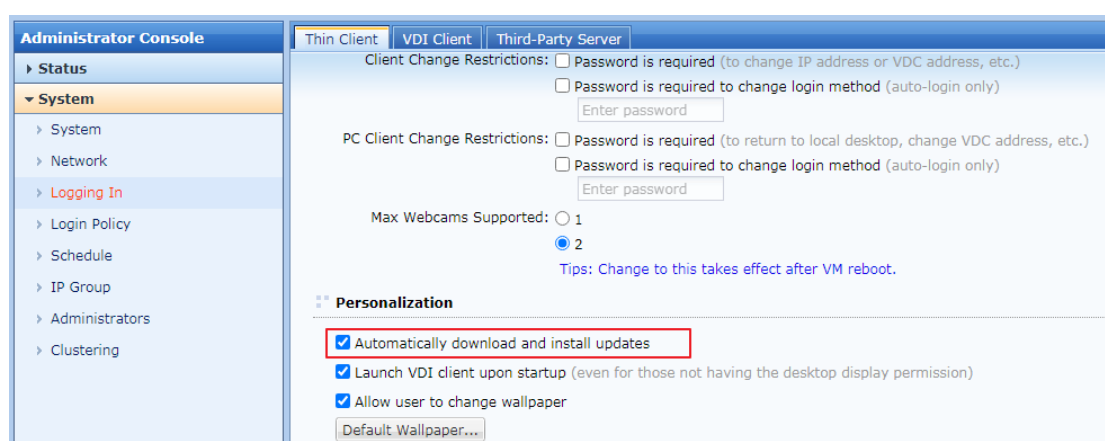 Administrator Console
Thin Client VDI Client Third-Party Server
Status
System
System
Network
Logging In
Login Policy
Schedule
IP Group
Administrators
Clustering
Client Change Restrictions: Password is required (to change IP address or VDC address, etc.)
Password is required to change login method (auto-login only)
Enter password
PC Client Change Restrictions: Password is required (to return to local desktop, change VDC address, etc.)
Password is required to change login method (auto-login only)
Enter password
Max Webcams Supported: 1
2
Tips: Change to this takes effect after VM reboot.
Personalization
Automatically download and install updates
Launch VDI client upon startup (even for those not having the desktop display permission)
Allow user to change wallpaper
Default Wallpaper...